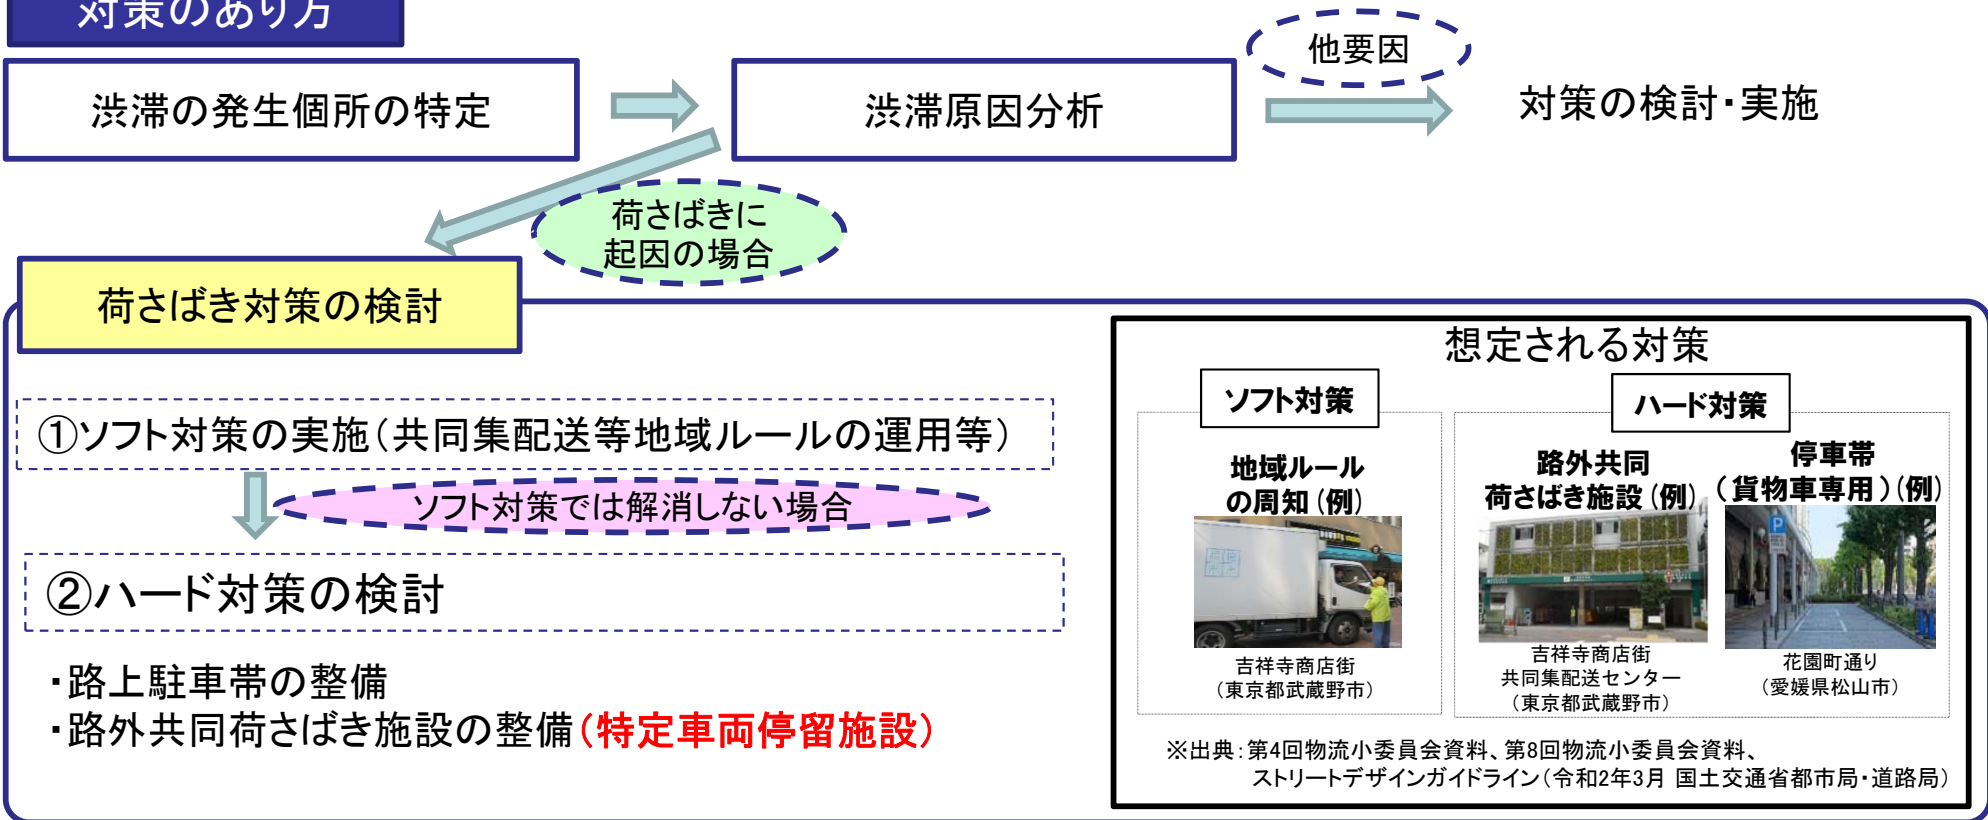 対策のあり方
渋滞の発生個所の特定
渋滞原因分析
他要因
対策の検討・実施
荷さばきに
起因の場合
荷さばき対策の検討
①ソフト対策の実施(共同集配送等地域ルールの運用等)
ソフト対策では解消しない場合
②ハード対策の検討
・路上駐車帯の整備
・路外共同荷さばき施設の整備(特定車両停留施設)
想定される対策
ソフト対策
地域ルール
の周知(例)
吉祥寺商店街
(東京都武蔵野市)
ハード対策
路外共同
荷さばき施設(例)
吉祥寺商店街
共同集配送センター
(東京都武蔵野市)
停車帯
(貨物車専用)(例)
P
花園町通り
(愛媛県松山市)
※出典:第4回物流小委員会資料、第8回物流小委員会資料、
ストリートデザインガイドライン(令和2年3月 国土交通省都市局・道路局)